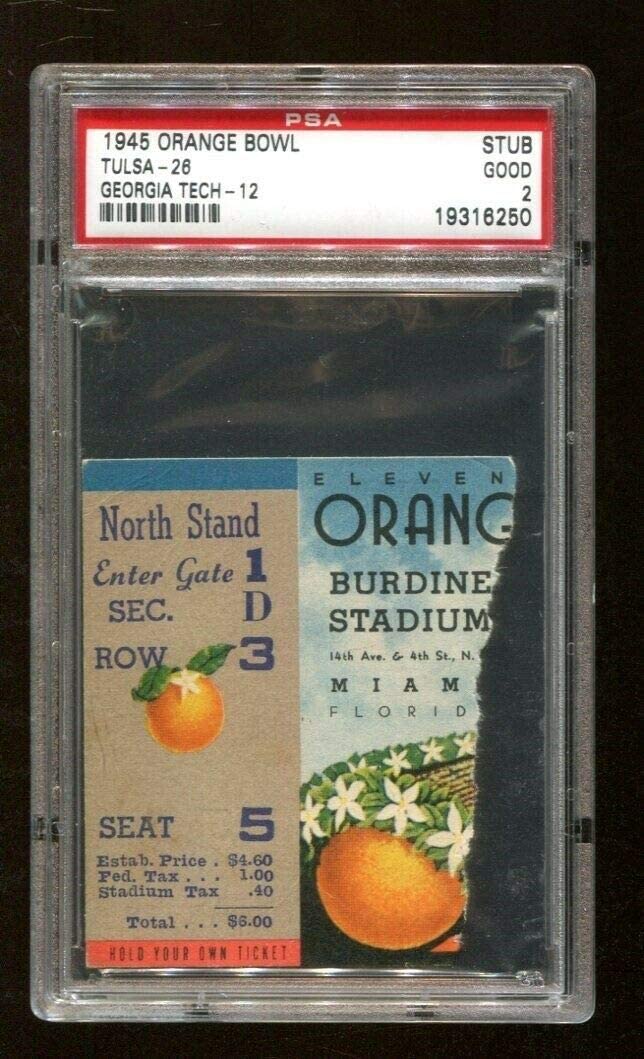 PSA
1945 ORANGE BOWL STUB
TULSA-26 GOOD
GEORGIA TECH-12 2
19316250
North Stand
Enter Gate 1
SEC. D
ROW 3
SEAT 5
Estab. Price . $4.60
Fed. Tax . . . 1.00
Stadium Tax .40
Total . . . $6.00
HOLD YOUR OWN TICKET
ELEVEN
ORANG
BURDINE
STADIUM
14th Ave. & 4th St., N.
MIAM
FLORID